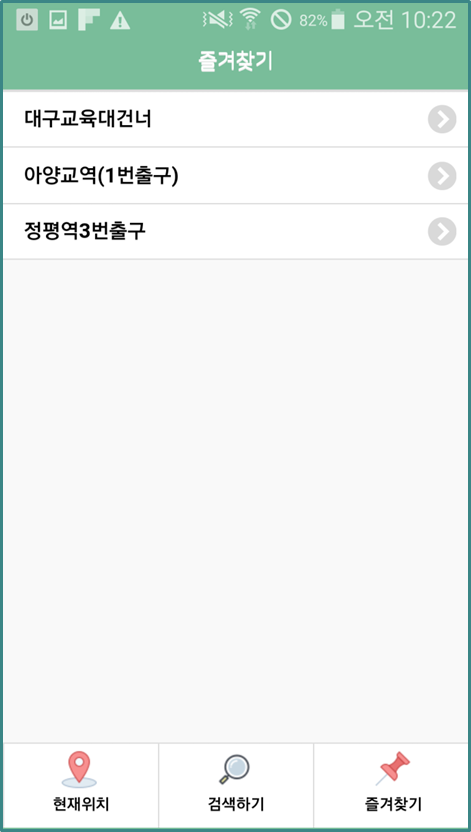 82% 오전 10:22
즐겨찾기
대구교육대건너
아양교역(1번출구)
정평역3번출구
현재위치 검색하기 즐겨찾기